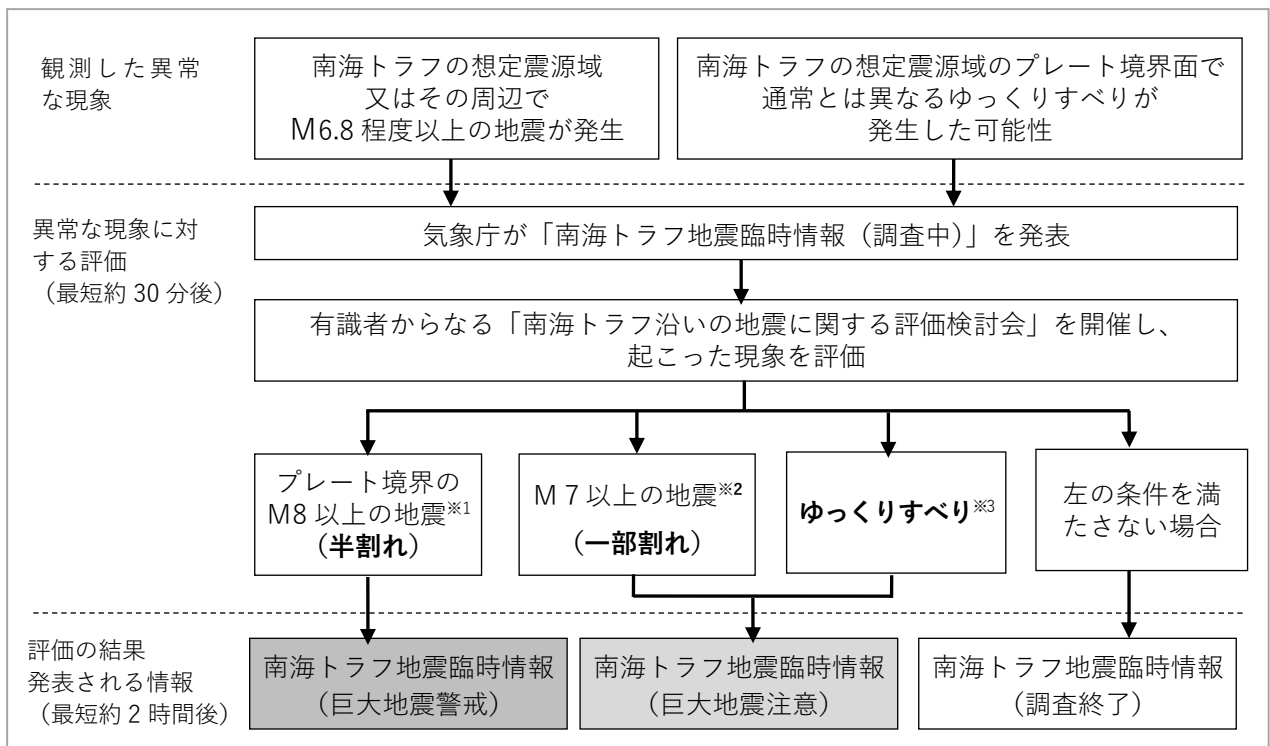 観測した異常
な現象
南海トラフの想定震源域
又はその周辺で
M6.8 程度以上の地震が発生
南海トラフの想定震源域のプレート境界面で
通常とは異なるゆっくりすべりが
発生した可能性
異常な現象に対
する評価
（最短約 30 分後）
気象庁が「南海トラフ地震臨時情報（調査中）」を発表
有識者からなる「南海トラフ沿いの地震に関する評価検討会」を開催し、
起こった現象を評価
プレート境界の
M8 以上の地震※1
（半割れ）
M 7 以上の地震※2
（一部割れ）
ゆっくりすべり※3
左の条件を満
たさない場合
評価の結果
発表される情報
（最短約 2 時間後）
南海トラフ地震臨時情報
（巨大地震警戒）
南海トラフ地震臨時情報
（巨大地震注意）
南海トラフ地震臨時情報
（調査終了）